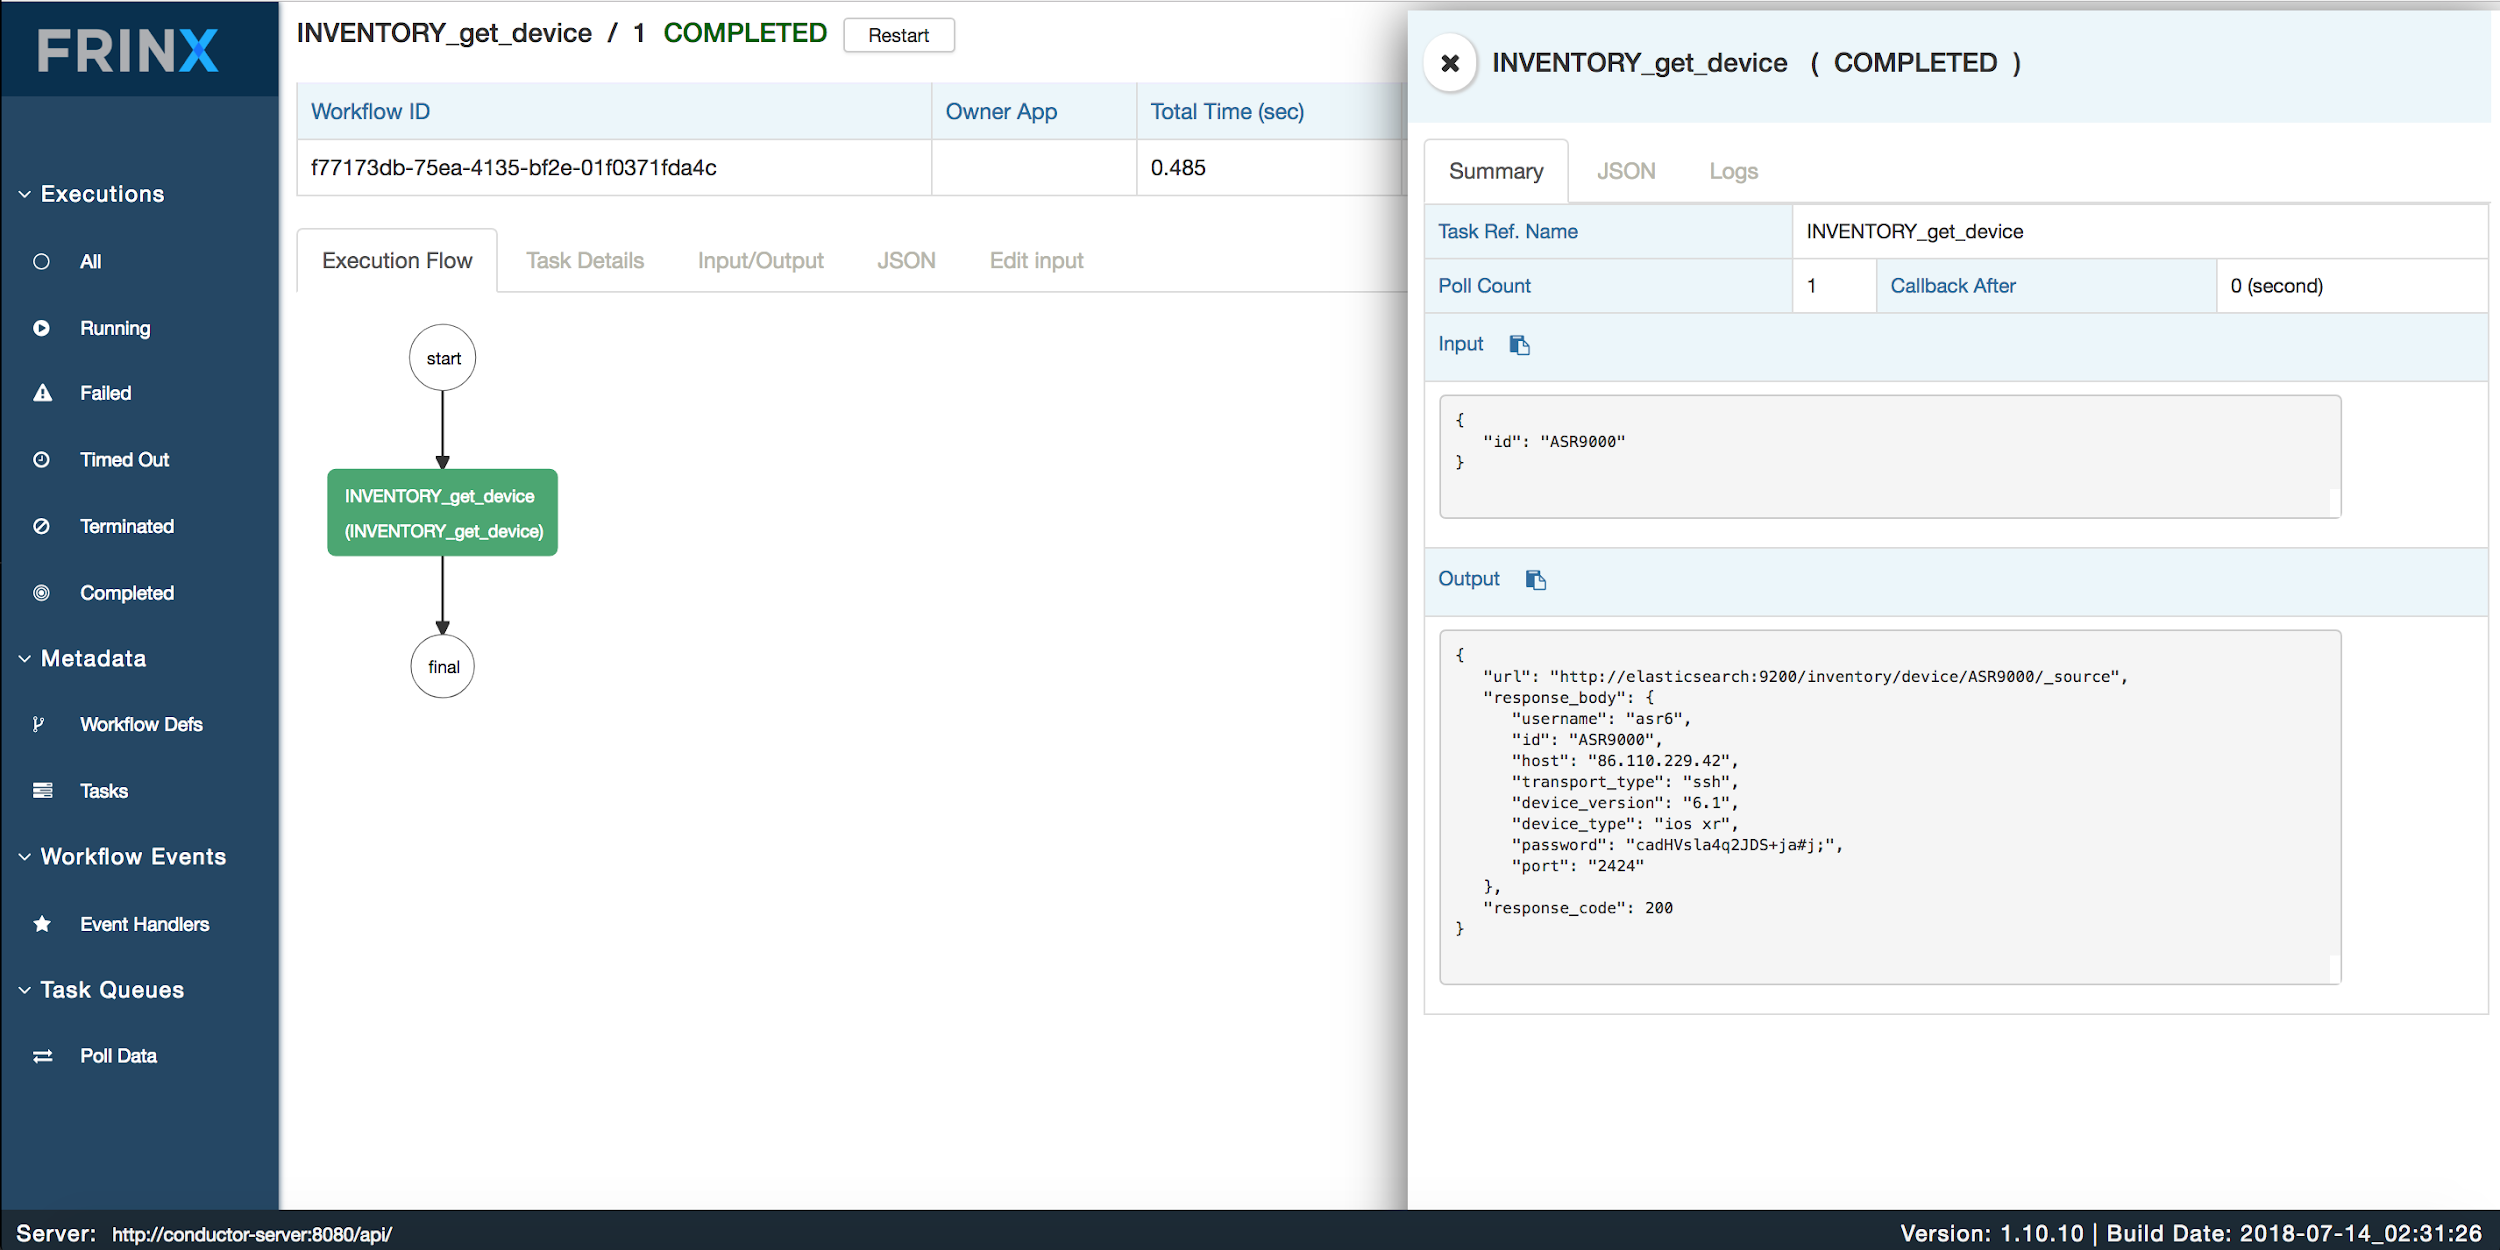 FRINX
Executions
All
Running
Failed
Timed Out
Terminated
Completed
Metadata
Workflow Defs
Tasks
Workflow Events
Event Handlers
Task Queues
Poll Data
INVENTORY_get_device / 1 COMPLETED Restart
Workflow ID Owner App Total Time (sec)
f77173db-75ea-4135-bf2e-01f0371fda4c 0.485
Execution Flow Task Details Input/Output JSON Edit input
start
INVENTORY_get_device
(INVENTORY_get_device)
final
INVENTORY_get_device ( COMPLETED )
Summary JSON Logs
Task Ref. Name INVENTORY_get_device
Poll Count 1 Callback After 0 (second)
Input
{
"id": "ASR9000"
}
Output
{
"url": "http://elasticsearch:9200/inventory/device/ASR9000/_source",
"response_body": {
"username": "asr6",
"id": "ASR9000",
"host": "86.110.229.42",
"transport_type": "ssh",
"device_version": "6.1",
"device_type": "ios xr",
"password": "cadHVsla4q2JDS+ja#j;",
"port": "2424"
},
"response_code": 200
}
Server: http://conductor-server:8080/api/
Version: 1.10.10 | Build Date: 2018-07-14_02:31:26